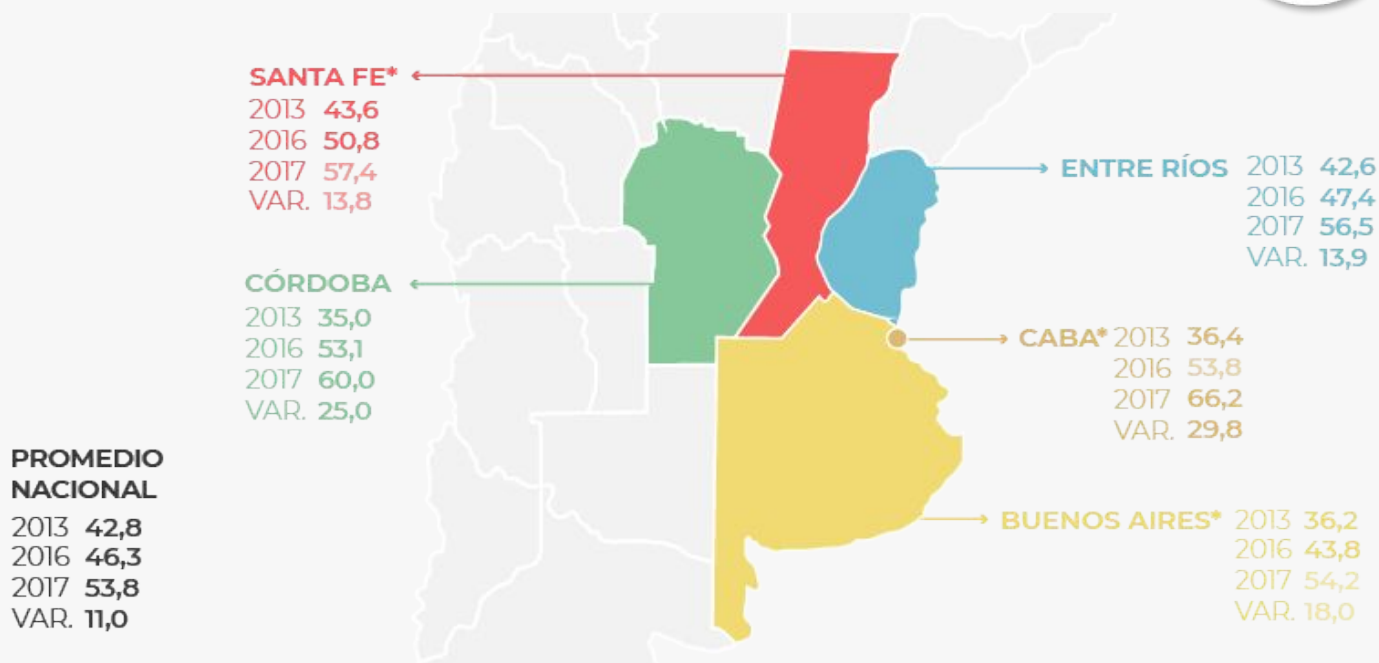 SANTA FE*
2013 43,6
2016 50,8
2017 57,4
VAR. 13,8
CÓRDOBA
2013 35,0
2016 53,1
2017 60,0
VAR. 25,0
PROMEDIO
NACIONAL
2013 42,8
2016 46,3
2017 53,8
VAR. 11,0
ENTRE RÍOS 2013 42,6
2016 47,4
2017 56,5
VAR. 13,9
CABA* 2013 36,4
2016 53,8
2017 66,2
VAR. 29,8
BUENOS AIRES* 2013 36,2
2016 43,8
2017 54,2
VAR. 18,0